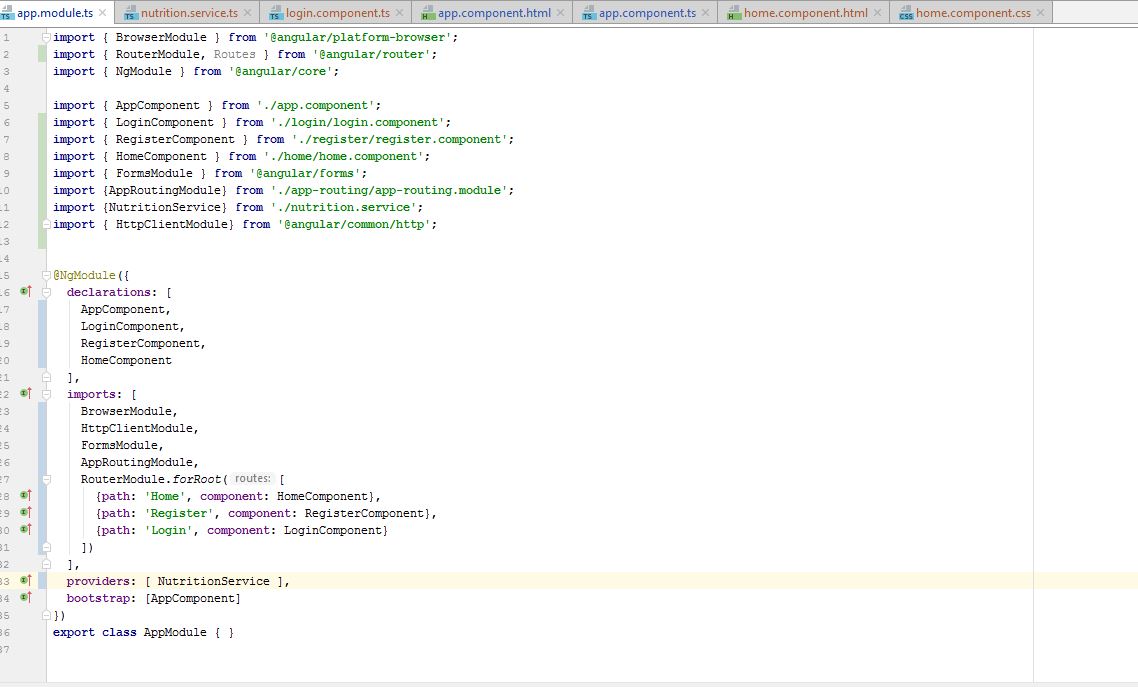 app.module.ts nutrition.service.ts login.component.ts app.component.html app.component.ts home.component.html home.component.css
1 import { BrowserModule } from '@angular/platform-browser';
2 import { RouterModule, Routes } from '@angular/router';
3 import { NgModule } from '@angular/core';
4
5 import { AppComponent } from './app.component';
6 import { LoginComponent } from './login/login.component';
7 import { RegisterComponent } from './register/register.component';
8 import { HomeComponent } from './home/home.component';
9 import { FormsModule } from '@angular/forms';
10 import {AppRoutingModule} from './app-routing/app-routing.module';
11 import {NutritionService} from './nutrition.service';
12 import { HttpClientModule} from '@angular/common/http';
13
14
15 @NgModule({
16 declarations: [
17 AppComponent,
18 LoginComponent,
19 RegisterComponent,
20 HomeComponent
21 ],
22 imports: [
23 BrowserModule,
24 HttpClientModule,
25 FormsModule,
26 AppRoutingModule,
27 RouterModule.forRoot( routes: [
28 {path: 'Home', component: HomeComponent},
29 {path: 'Register', component: RegisterComponent},
30 {path: 'Login', component: LoginComponent}
31 ])
32 ],
33 providers: [ NutritionService ],
34 bootstrap: [AppComponent]
35 })
36 export class AppModule { }
37